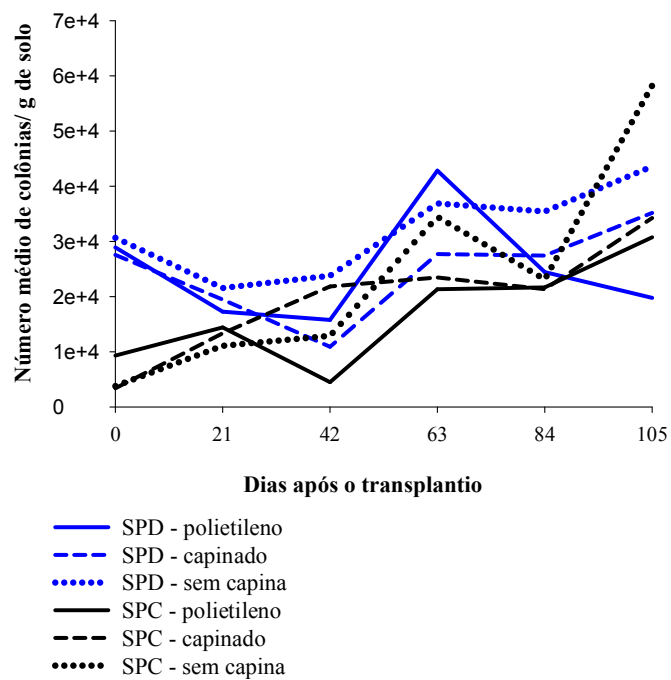 7e+4
6e+4
5e+4
4e+4
3e+4
2e+4
1e+4
0
Número médio de colônias/ g de solo
0 21 42 63 84 105
Dias após o transplantio
SPD - polietileno
SPD - capinado
SPD - sem capina
SPC - polietileno
SPC - capinado
SPC - sem capina